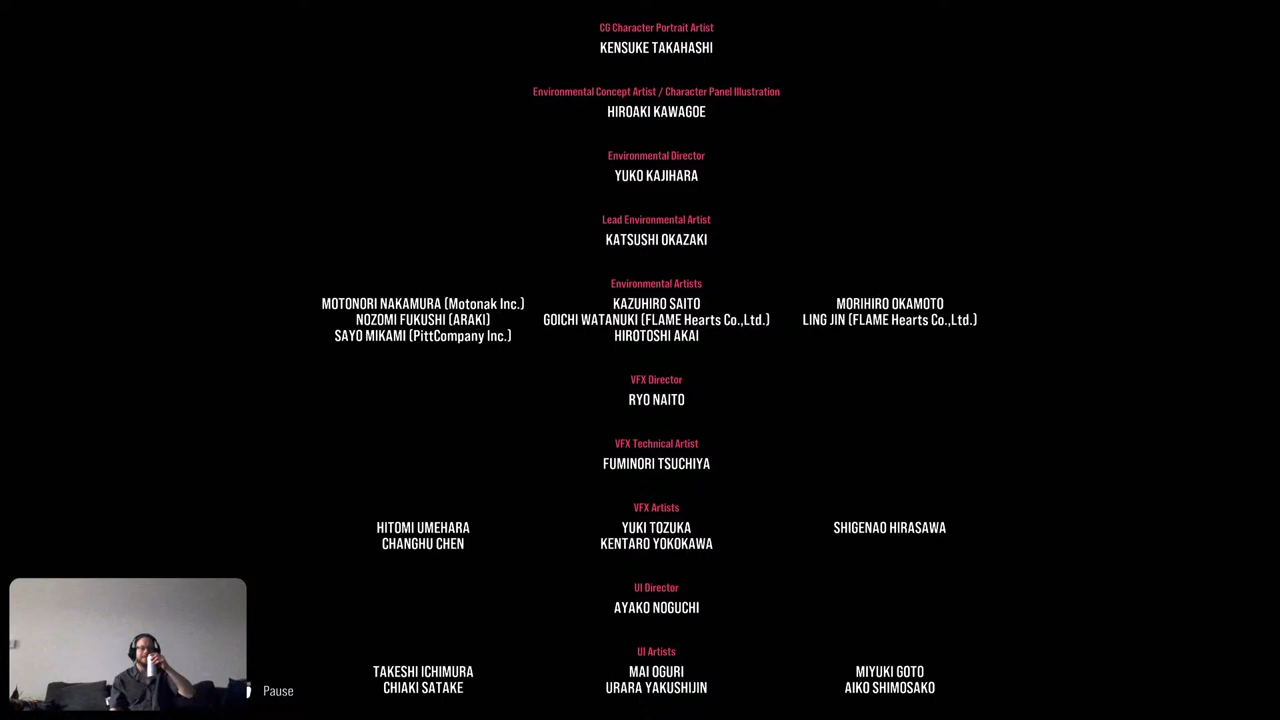 CG Character Portrait Artist
KENSUKE TAKAHASHI
Environmental Concept Artist / Character Panel Illustration
HIROAKI KAWAGOE
Environmental Director
YUKO KAJIHARA
Lead Environmental Artist
KATSUSHI OKAZAKI
Environmental Artists
MOTONORI NAKAMURA (Motonak Inc.) KAZUHIRO SAITO MORIHIRO OKAMOTO
NOZOMI FUKUSHI (ARAKI) GOICHI WATANUKI (FLAME Hearts Co.,Ltd.) LING JIN (FLAME Hearts Co.,Ltd.)
SAYO MIKAMI (PittCompany Inc.) HIROTOSHI AKAI
VFX Director
RYO NAITO
VFX Technical Artist
FUMINORI TSUCHIYA
VFX Artists
HITOMI UMEHARA YUKI TOZUKA SHIGENAO HIRASAWA
CHANGHU CHEN KENTARO YOKOKAWA
UI Director
AYAKO NOGUCHI
UI Artists
TAKESHI ICHIMURA MAI OGURI MIYUKI GOTO
CHIAKI SATAKE URARA YAKUSHIJIN AIKO SHIMOSAKO
Pause